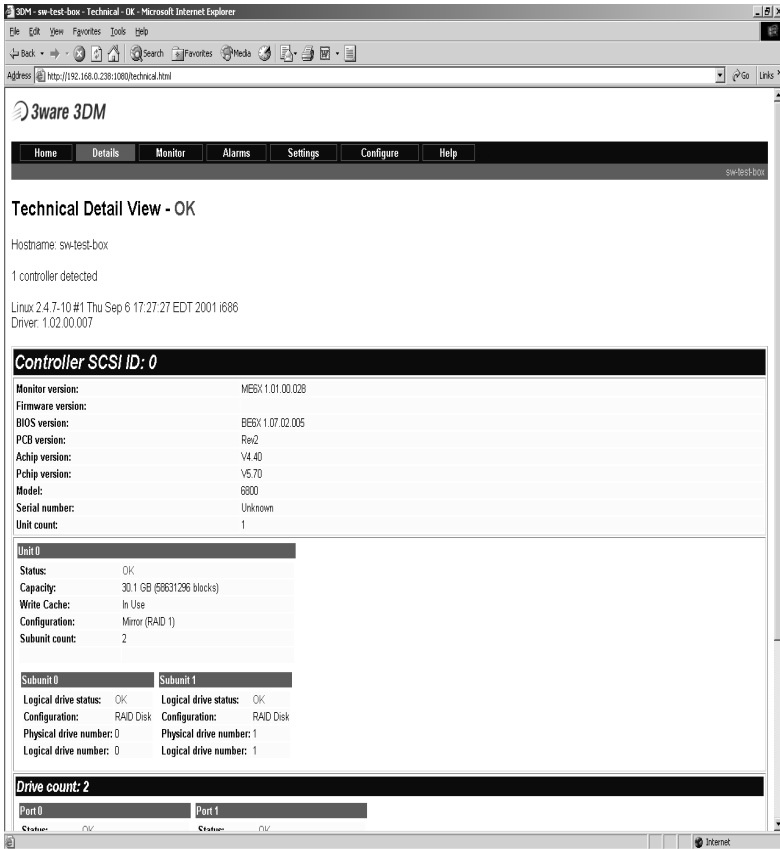 3DM - sw-test-box - Technical - OK - Microsoft Internet Explorer
File Edit View Favorites Tools Help
Back Search Favorites Media
Address http://192.168.0.238:1080/technical.html Go Links
3ware 3DM
Home Details Monitor Alarms Settings Configure Help
sw-test-box
Technical Detail View - OK
Hostname: sw-test-box
1 controller detected
Linux 2.4.7-10 #1 Thu Sep 6 17:27:27 EDT 2001 i686
Driver: 1.02.00.007
Controller SCSI ID: 0
Monitor version: ME6X 1.01.00.028
Firmware version:
BIOS version: BE6X 1.07.02.005
PCB version: Rev2
Achip version: V4.40
Pchip version: V5.70
Model: 6800
Serial number: Unknown
Unit count: 1
Unit 0
Status: OK
Capacity: 30.1 GB (58631296 blocks)
Write Cache: In Use
Configuration: Mirror (RAID 1)
Subunit count: 2
Subunit 0 Subunit 1
Logical drive status: OK Logical drive status: OK
Configuration: RAID Disk Configuration: RAID Disk
Physical drive number: 0 Physical drive number: 1
Logical drive number: 0 Logical drive number: 1
Drive count: 2
Port 0 Port 1
Status: OK Status: OK
Internet